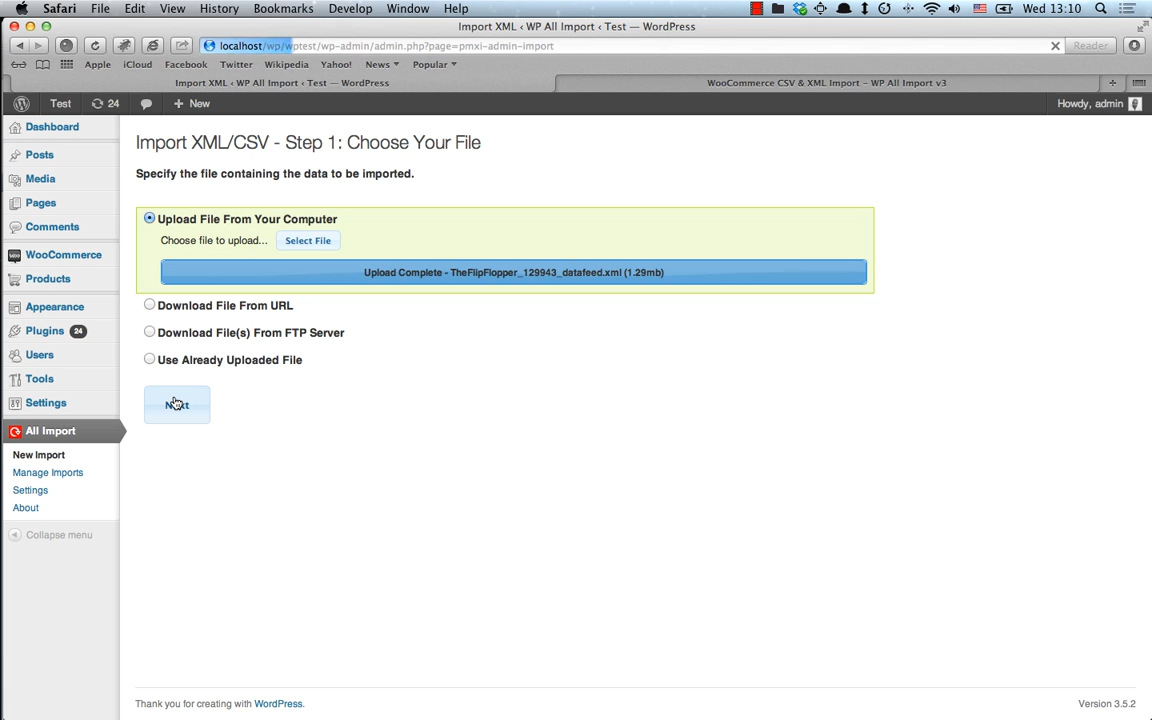 Safari File Edit View History Bookmarks Develop Window Help Wed 13:10
Import XML ‹ WP All Import ‹ Test — WordPress
localhost/wp/wptest/wp-admin/admin.php?page=pmxi-admin-import Reader
Apple iCloud Facebook Twitter Wikipedia Yahoo! News Popular
Import XML ‹ WP All Import ‹ Test — WordPress WooCommerce CSV & XML Import – WP All Import v3
Test 24 + New Howdy, admin
Dashboard
Posts
Media
Pages
Comments
WooCommerce
Products
Appearance
Plugins 24
Users
Tools
Settings
All Import
New Import
Manage Imports
Settings
About
Collapse menu
Import XML/CSV - Step 1: Choose Your File
Specify the file containing the data to be imported.
Upload File From Your Computer
Choose file to upload... Select File
Upload Complete - TheFlipFlopper_129943_datafeed.xml (1.29mb)
Download File From URL
Download File(s) From FTP Server
Use Already Uploaded File
Next
Thank you for creating with WordPress. Version 3.5.2